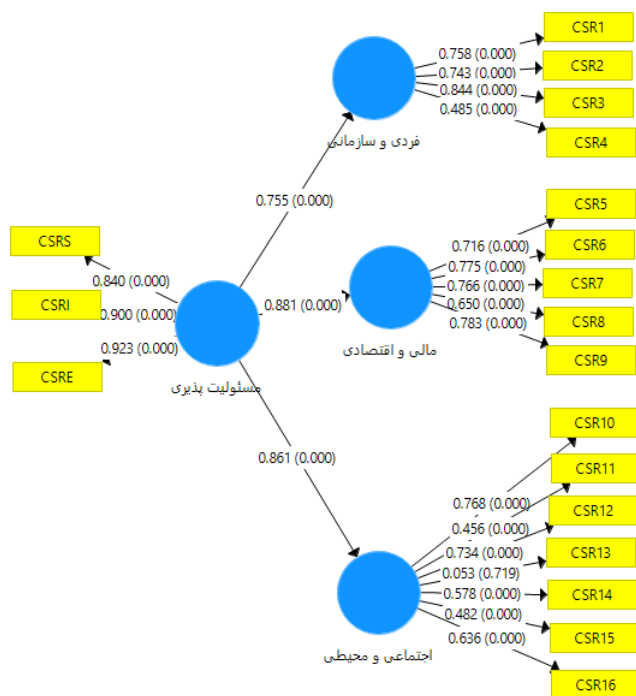 CSR1
0.758 (0.000)
CSR2
0.743 (0.000)
0.844 (0.000)
CSR3
0.485 (0.000)
CSR4
فردی و سازمانی
0.755 (0.000)
CSR5
0.716 (0.000)
CSR6
0.775 (0.000)
0.766 (0.000)
CSR7
0.650 (0.000)
CSR8
0.783 (0.000)
CSR9
مالی و اقتصادی
CSRS
0.840 (0.000)
CSRI
0.900 (0.000)
0.881 (0.000)
0.923 (0.000)
CSRE
مسئولیت پذیری
0.861 (0.000)
CSR10
CSR11
0.768 (0.000)
CSR12
0.456 (0.000)
0.734 (0.000)
CSR13
0.053 (0.719)
0.578 (0.000)
CSR14
0.482 (0.000)
CSR15
0.636 (0.000)
CSR16
اجتماعی و محیطی